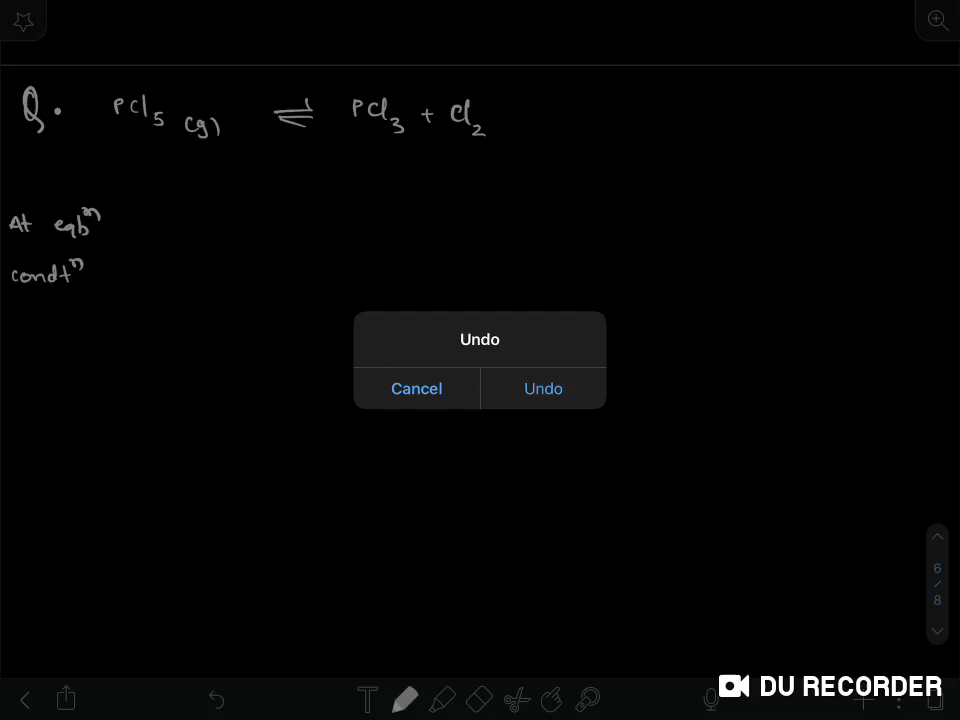 Q. PCl5 (g) ⇌ PCl3 + Cl2
At eqbⁿ
condtⁿ
Undo
Cancel Undo
6
/
8
T
DU RECORDER